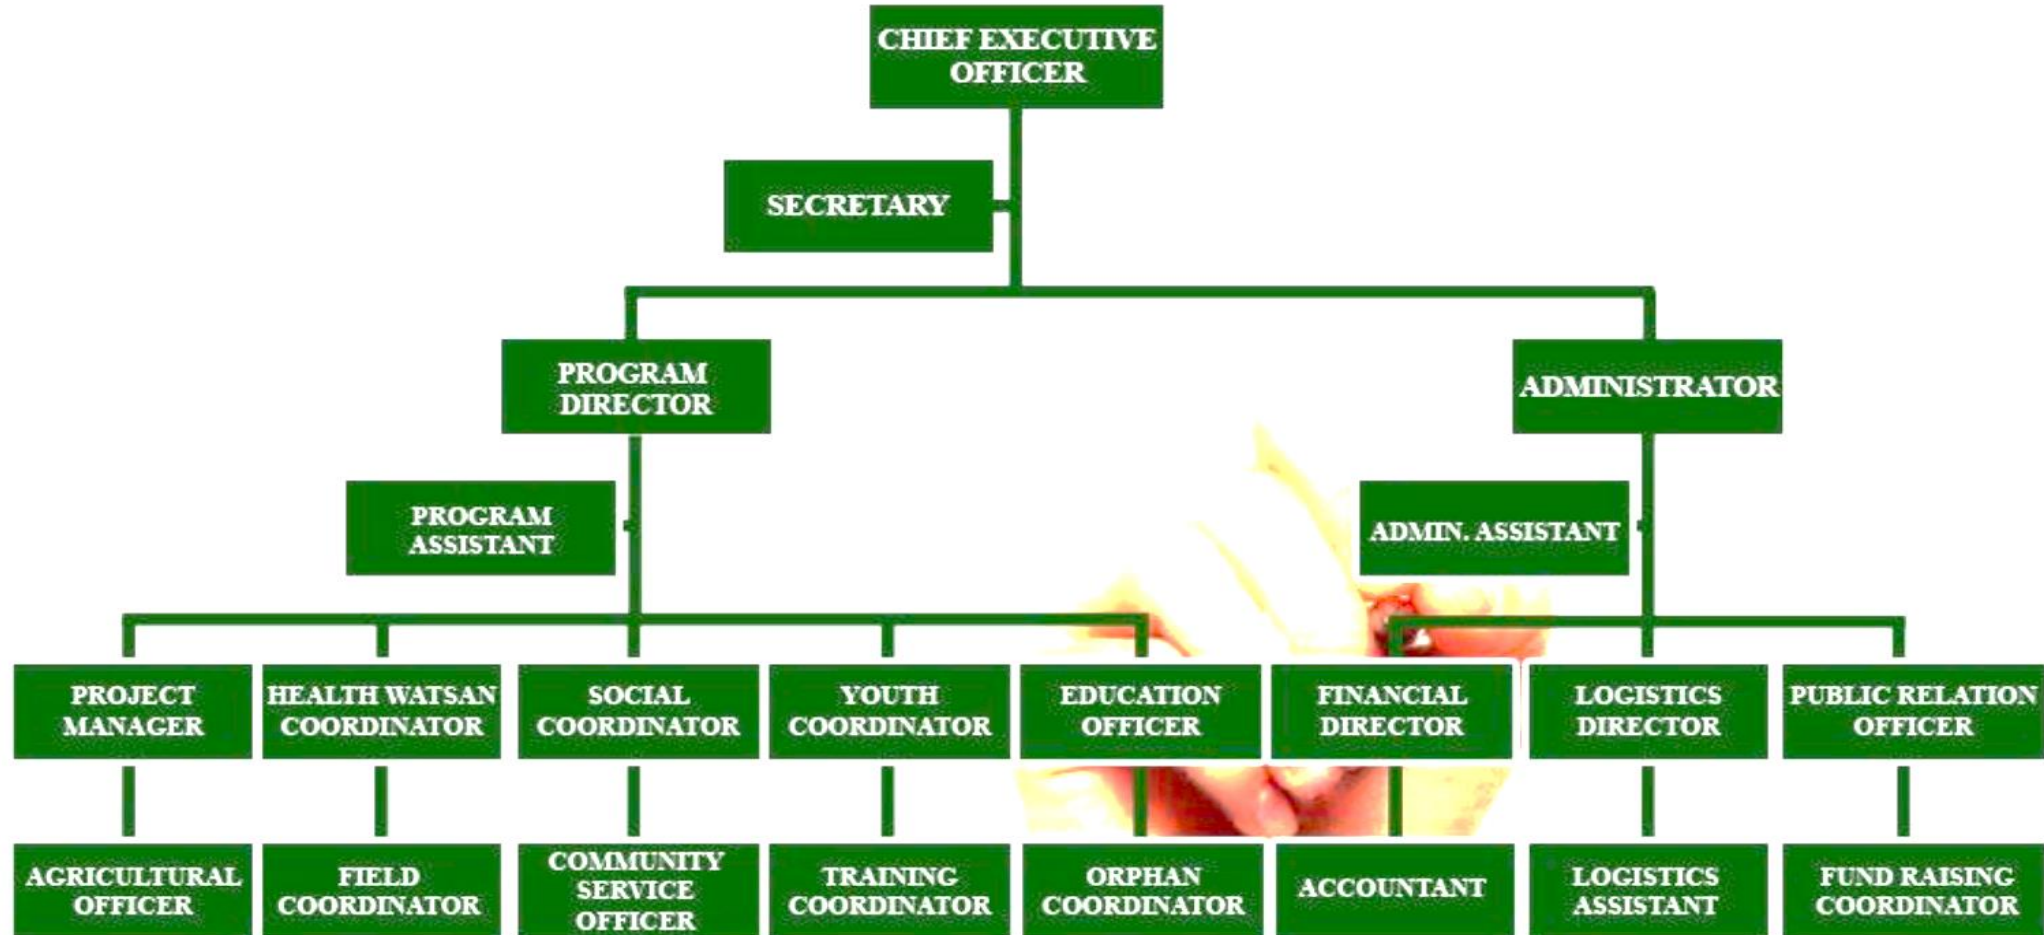 CHIEF EXECUTIVE
OFFICER
SECRETARY
PROGRAM
DIRECTOR
ADMINISTRATOR
PROGRAM
ASSISTANT
ADMIN. ASSISTANT
PROJECT
MANAGER
HEALTH WATSAN
COORDINATOR
SOCIAL
COORDINATOR
YOUTH
COORDINATOR
EDUCATION
OFFICER
FINANCIAL
DIRECTOR
LOGISTICS
DIRECTOR
PUBLIC RELATION
OFFICER
AGRICULTURAL
OFFICER
FIELD
COORDINATOR
COMMUNITY
SERVICE
OFFICER
TRAINING
COORDINATOR
ORPHAN
COORDINATOR
ACCOUNTANT
LOGISTICS
ASSISTANT
FUND RAISING
COORDINATOR